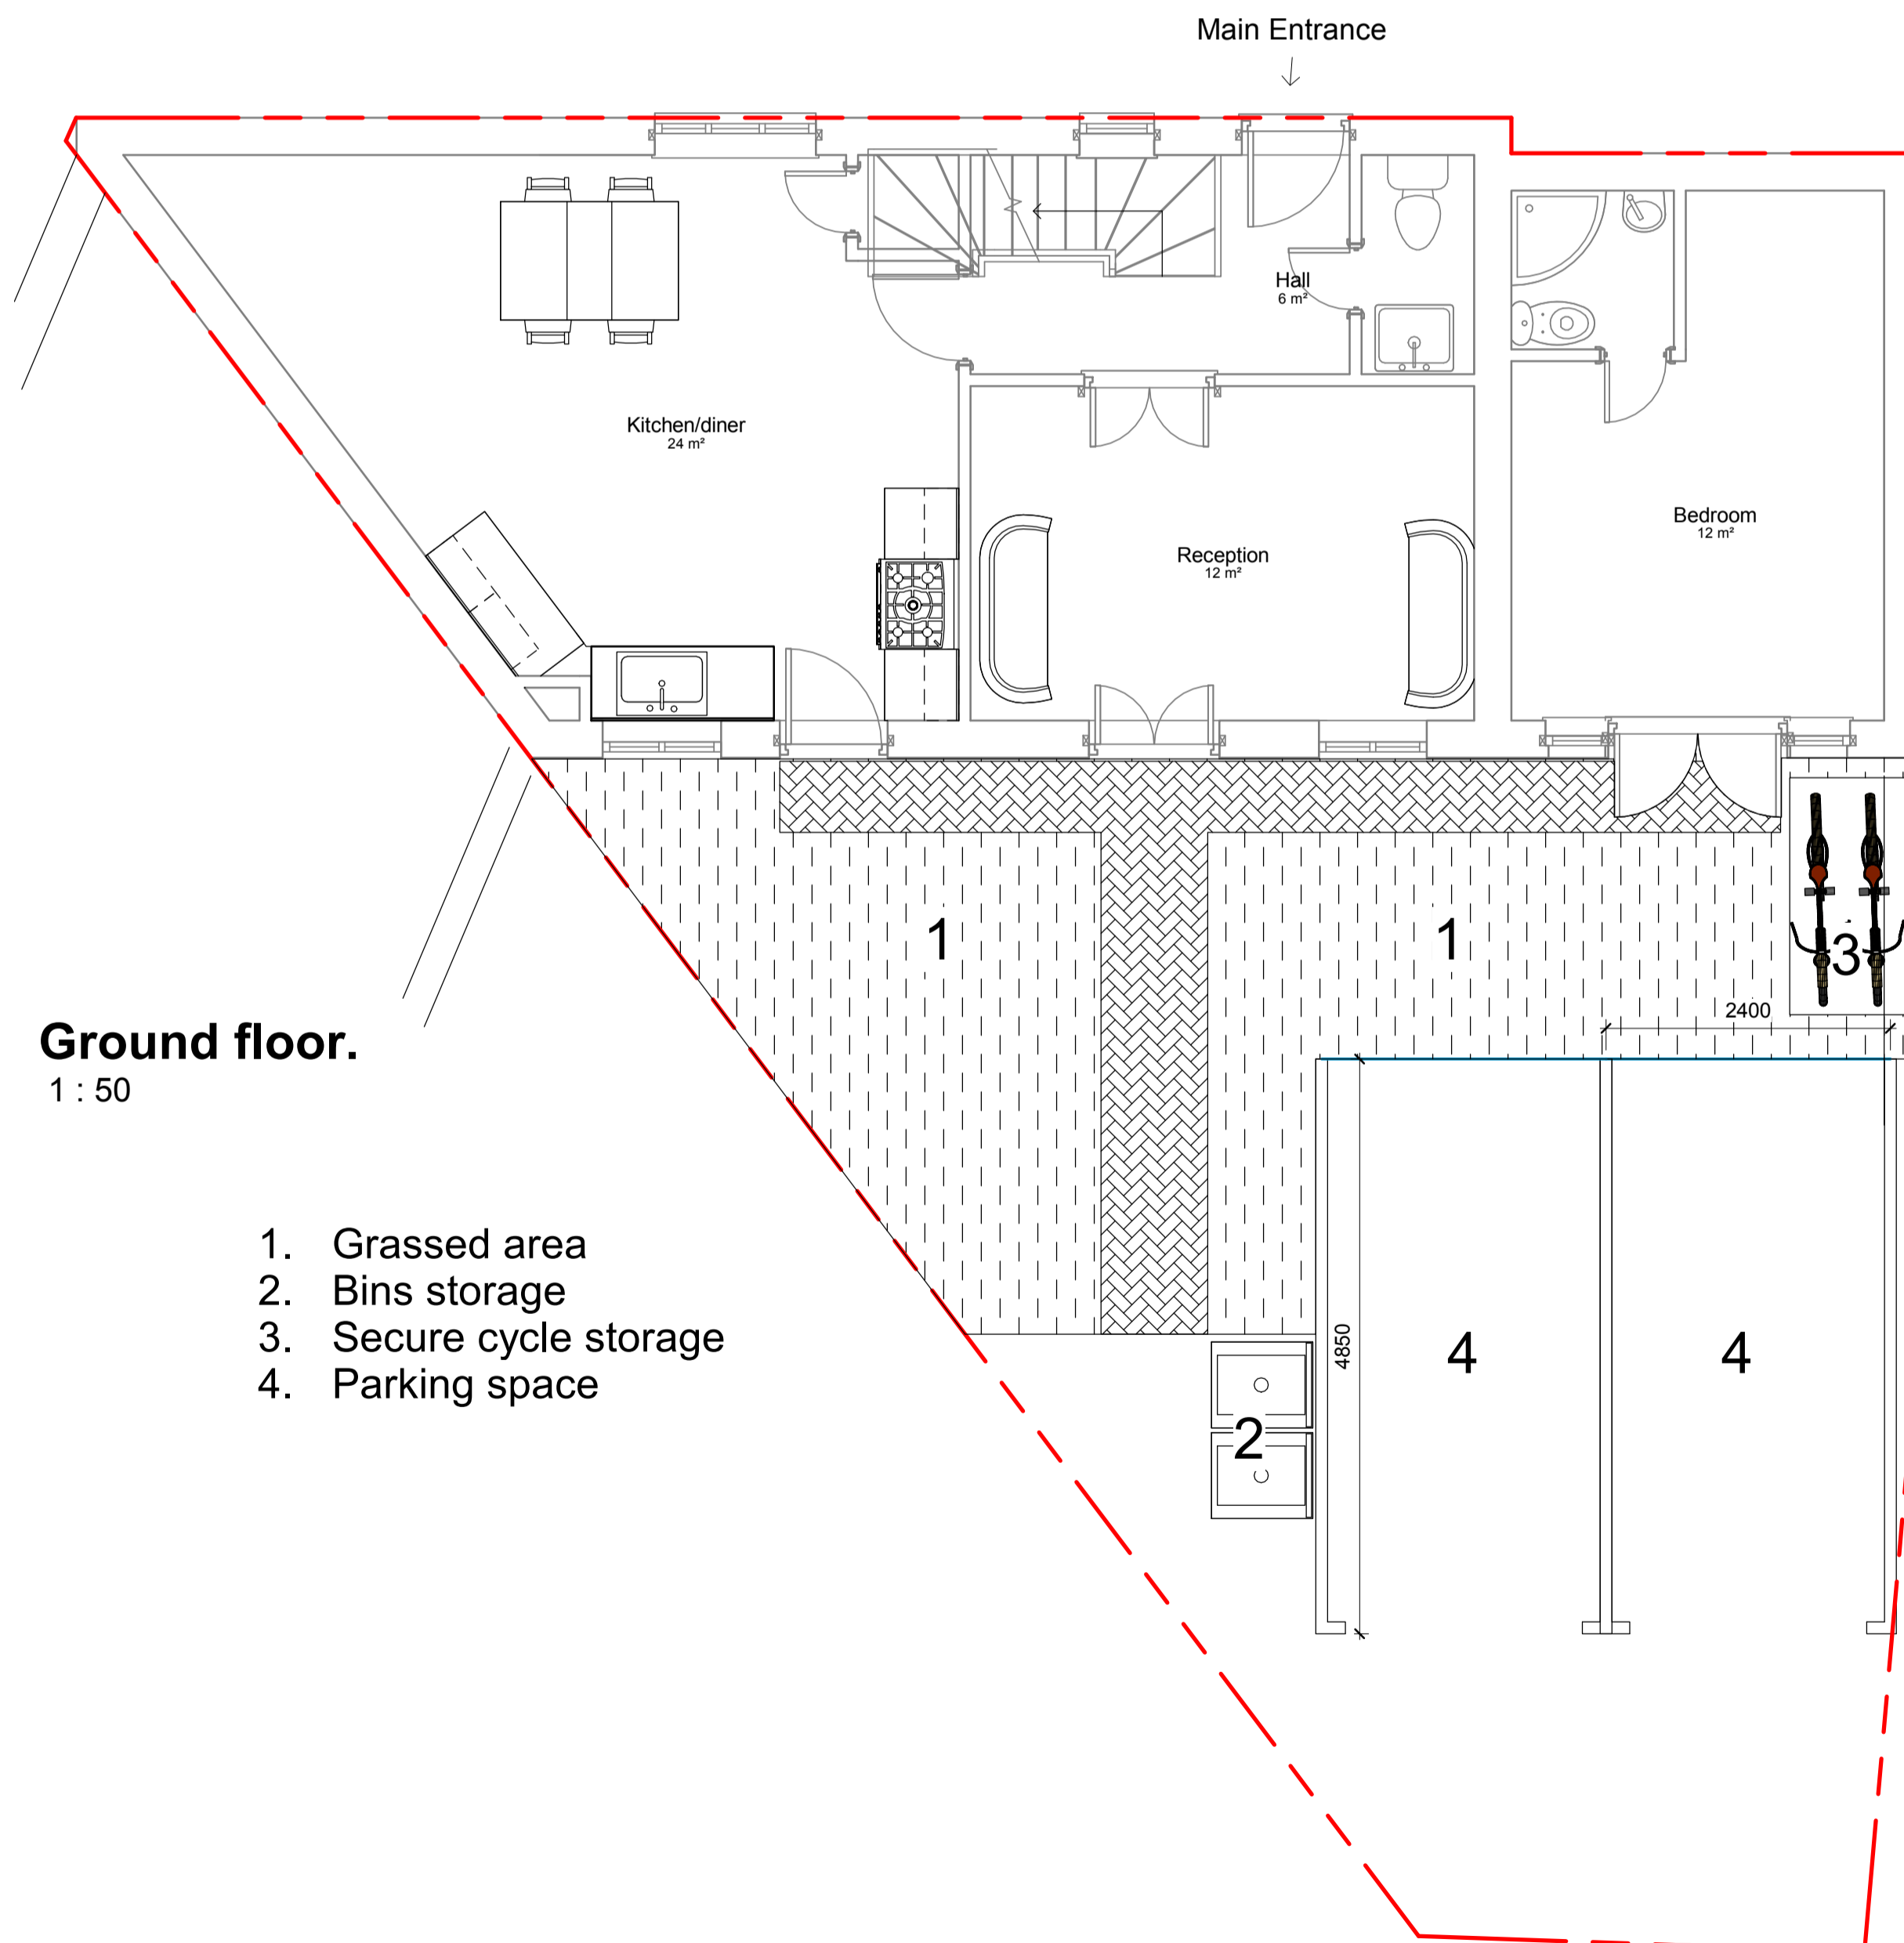 Main Entrance
Hall
6 m²
Kitchen/diner
24 m²
Bedroom
12 m²
Reception
12 m²
1
1
3
2400
Ground floor.
1 : 50
1. Grassed area
2. Bins storage
3. Secure cycle storage
4. Parking space
4850
4
4
2